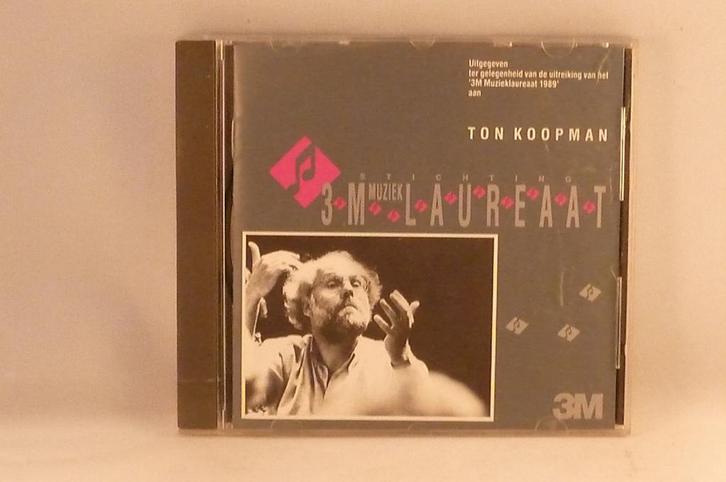 Uitgegeven
ter gelegenheid van de uitreiking van het
'3M Muzieklaureaat 1989'
aan
TON KOOPMAN
STICHTING
3M MUZIEK LAUREAAT
3M